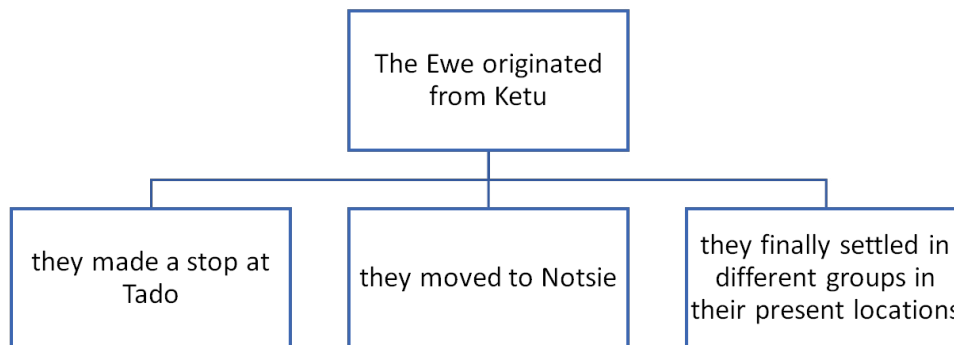 The Ewe originated
from Ketu
they made a stop at
Tado
they moved to Notsie
they finally settled in
different groups in
their present locations